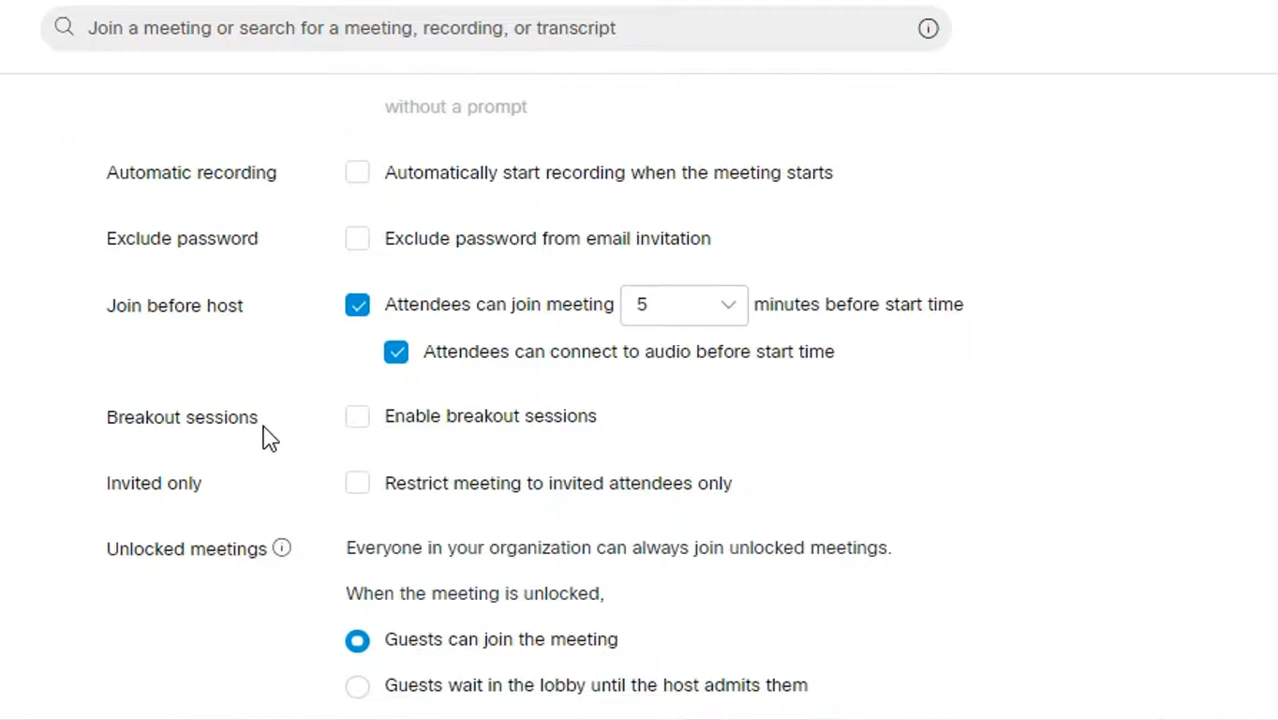 Join a meeting or search for a meeting, recording, or transcript
without a prompt
Automatic recording
Automatically start recording when the meeting starts
Exclude password
Exclude password from email invitation
Join before host
Attendees can join meeting 5 minutes before start time
Attendees can connect to audio before start time
Breakout sessions
Enable breakout sessions
Invited only
Restrict meeting to invited attendees only
Unlocked meetings
Everyone in your organization can always join unlocked meetings.
When the meeting is unlocked,
Guests can join the meeting
Guests wait in the lobby until the host admits them